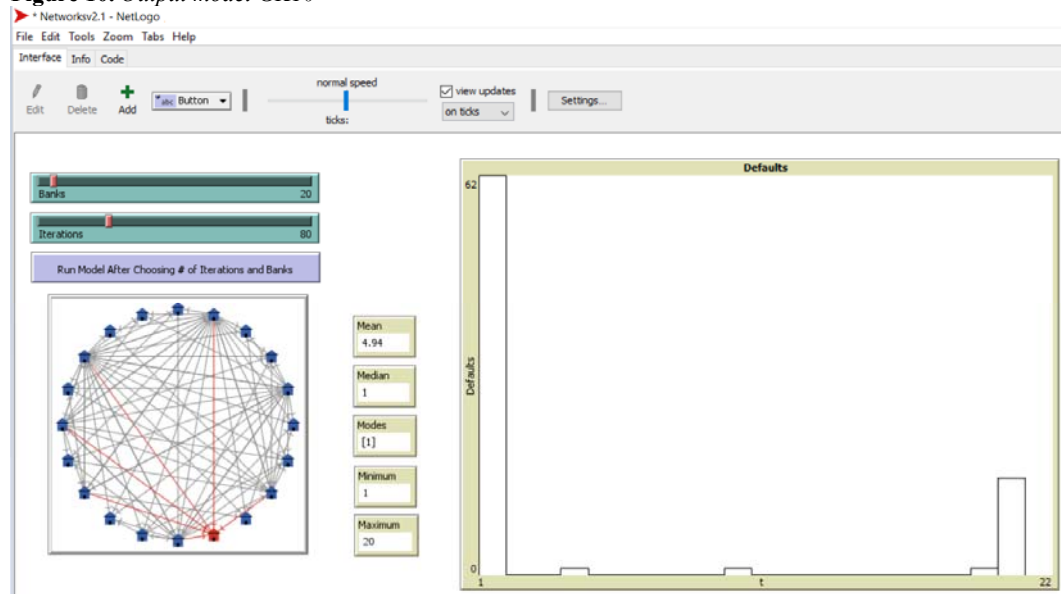 * Networksv2.1 - NetLogo
File Edit Tools Zoom Tabs Help
Interface Info Code
Edit Delete Add abc Button
normal speed
ticks:
view updates
on ticks
Settings...
Banks 20
Iterations 80
Run Model After Choosing # of Iterations and Banks
Mean
4.94
Median
1
Modes
[1]
Minimum
1
Maximum
20
Defaults
62
Defaults
0
1 t 22